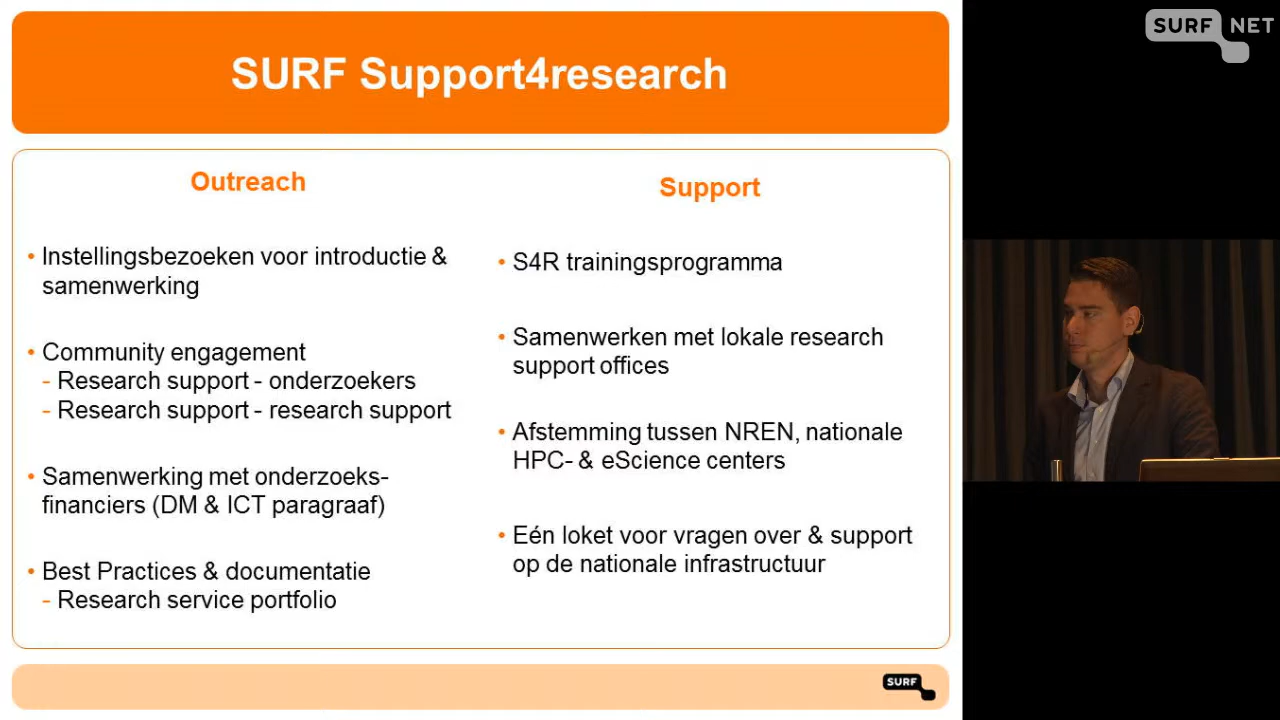 SURF NET
SURF Support4research
Outreach
• Instellingsbezoeken voor introductie &
samenwerking
• Community engagement
- Research support - onderzoekers
- Research support - research support
• Samenwerking met onderzoeks-
financiers (DM & ICT paragraaf)
• Best Practices & documentatie
- Research service portfolio
Support
• S4R trainingsprogramma
• Samenwerken met lokale research
support offices
• Afstemming tussen NREN, nationale
HPC- & eScience centers
• Eén loket voor vragen over & support
op de nationale infrastructuur
SURF